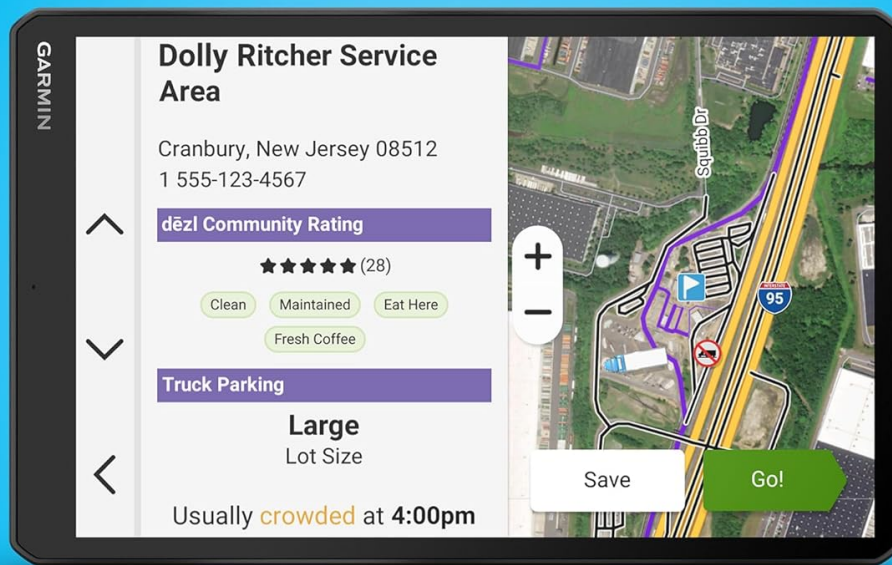 GARMIN
Dolly Ritcher Service
Area
Cranbury, New Jersey 08512
1 555-123-4567
dēzl Community Rating
(28)
Clean
Maintained
Eat Here
Fresh Coffee
Truck Parking
Large
Lot Size
Usually crowded at 4:00pm
Squibb Dr
+
−
INTERSTATE
95
Save
Go!